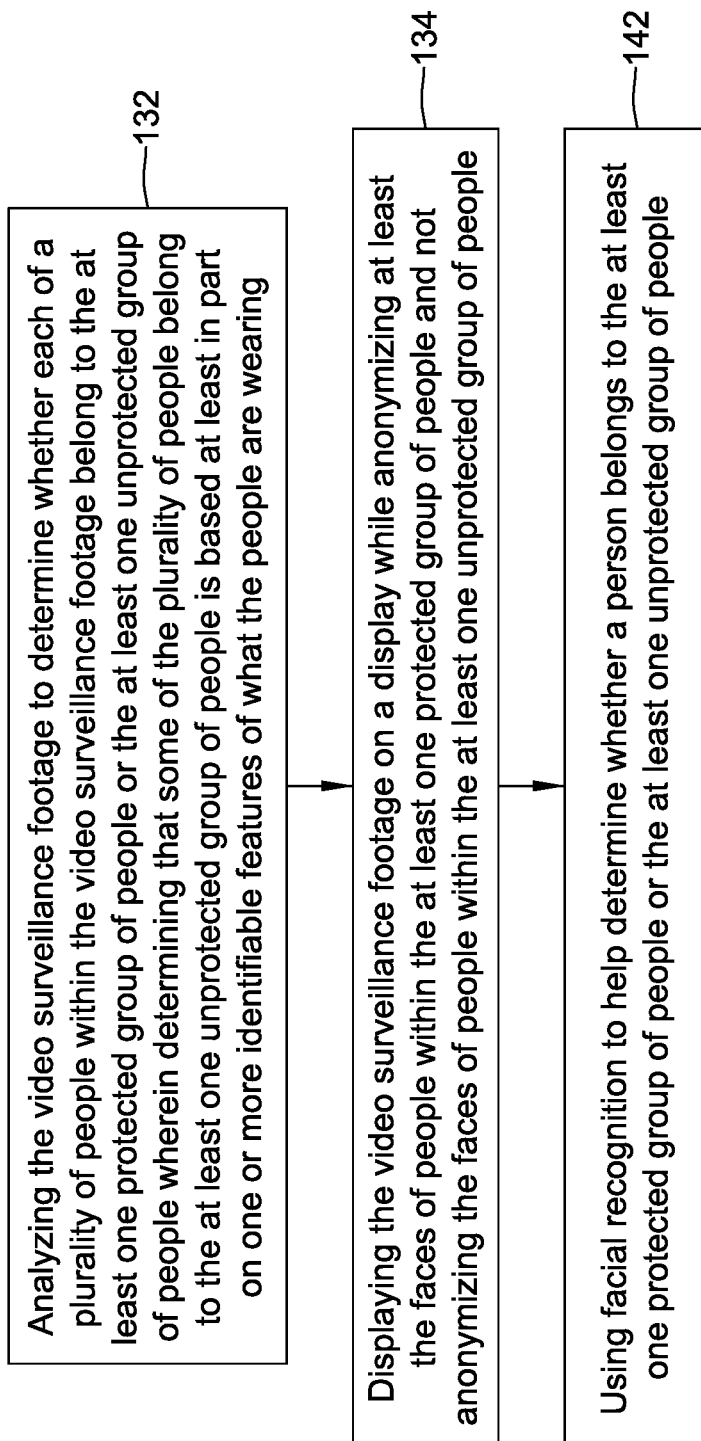 Analyzing the video surveillance footage to determine whether each of a
plurality of people within the video surveillance footage belong to the at
least one protected group of people or the at least one unprotected group
of people wherein determining that some of the plurality of people belong
to the at least one unprotected group of people is based at least in part
on one or more identifiable features of what the people are wearing
132
Displaying the video surveillance footage on a display while anonymizing at least
the faces of people within the at least one protected group of people and not
anonymizing the faces of people within the at least one unprotected group of people
134
Using facial recognition to help determine whether a person belongs to the at least
one protected group of people or the at least one unprotected group of people
142